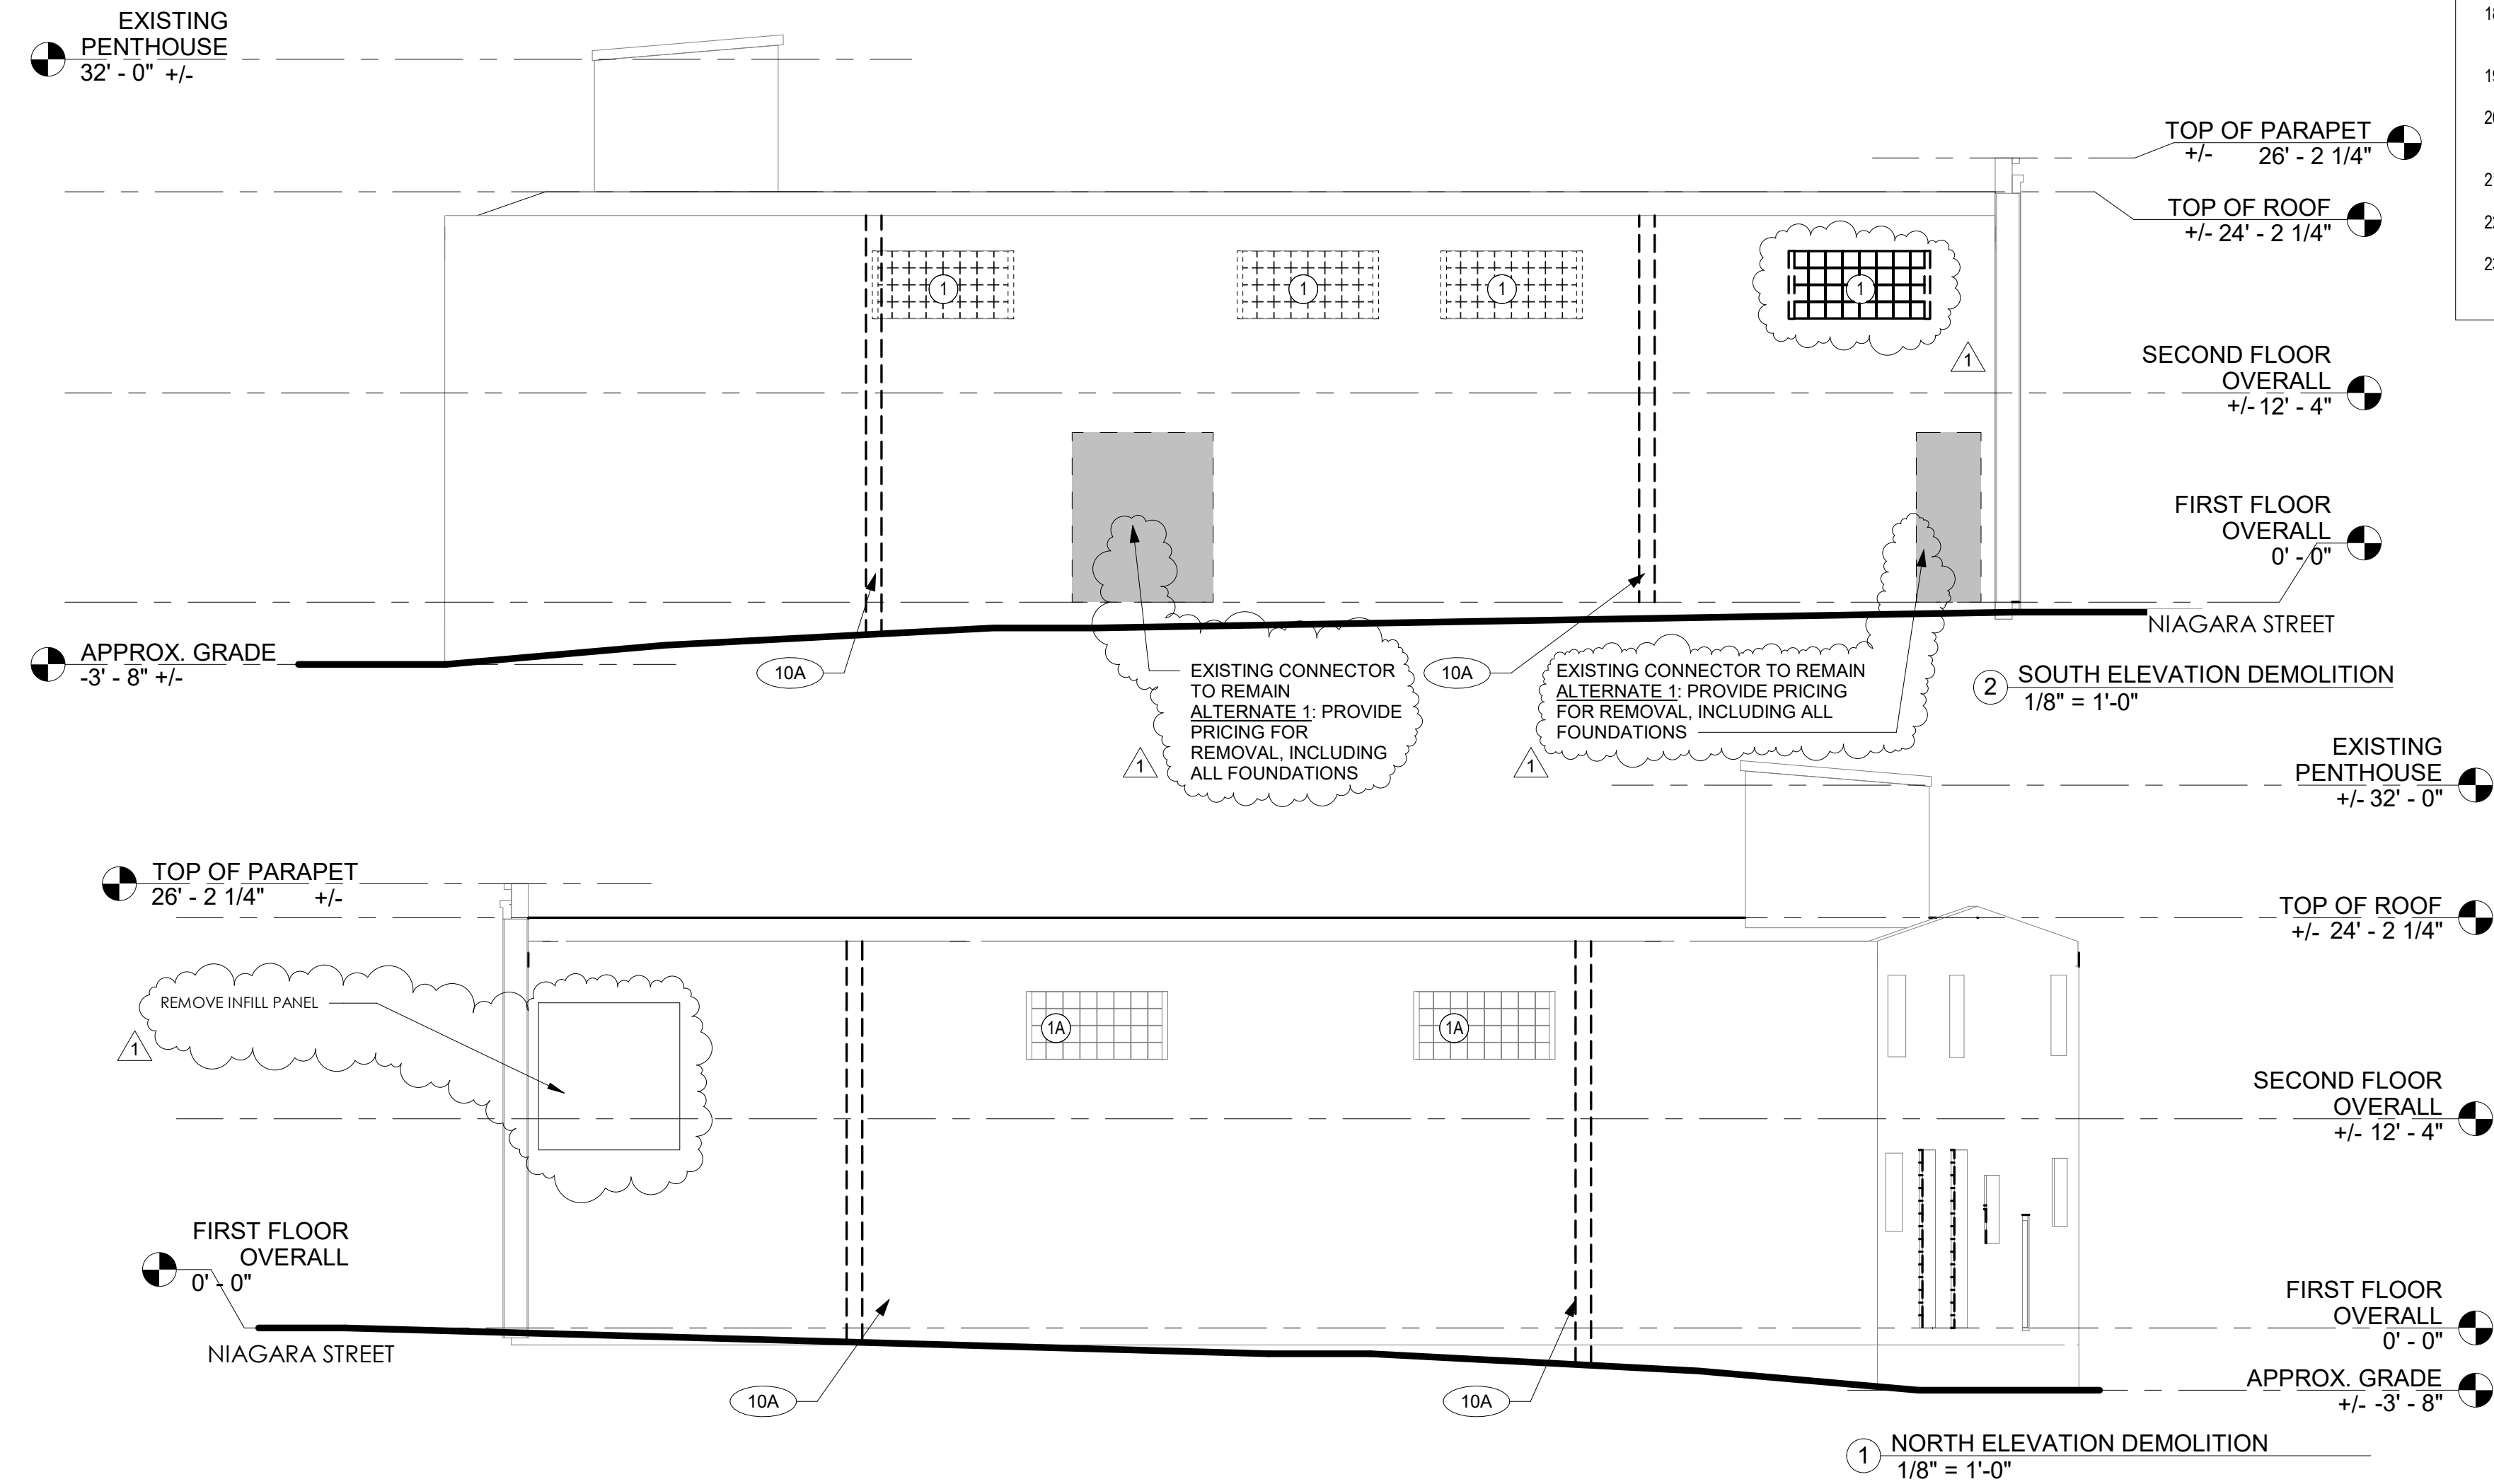 EXISTING
PENTHOUSE
32' - 0" +/-
TOP OF PARAPET
+/- 26' - 2 1/4"
TOP OF ROOF
+/- 24' - 2 1/4"
1
1
1
1
1
SECOND FLOOR
OVERALL
+/- 12' - 4"
FIRST FLOOR
OVERALL
0' - 0"
NIAGARA STREET
APPROX. GRADE
-3' - 8" +/-
10A
EXISTING CONNECTOR
TO REMAIN
ALTERNATE 1: PROVIDE
PRICING FOR
REMOVAL, INCLUDING
ALL FOUNDATIONS
1
10A
EXISTING CONNECTOR TO REMAIN
ALTERNATE 1: PROVIDE PRICING
FOR REMOVAL, INCLUDING ALL
FOUNDATIONS
1
2 SOUTH ELEVATION DEMOLITION
1/8" = 1'-0"
EXISTING
PENTHOUSE
+/- 32' - 0"
TOP OF PARAPET
26' - 2 1/4" +/-
TOP OF ROOF
+/- 24' - 2 1/4"
REMOVE INFILL PANEL
1
1A
1A
SECOND FLOOR
OVERALL
+/- 12' - 4"
FIRST FLOOR
OVERALL
0' - 0"
NIAGARA STREET
FIRST FLOOR
OVERALL
0' - 0"
APPROX. GRADE
+/- -3' - 8"
10A
10A
1 NORTH ELEVATION DEMOLITION
1/8" = 1'-0"